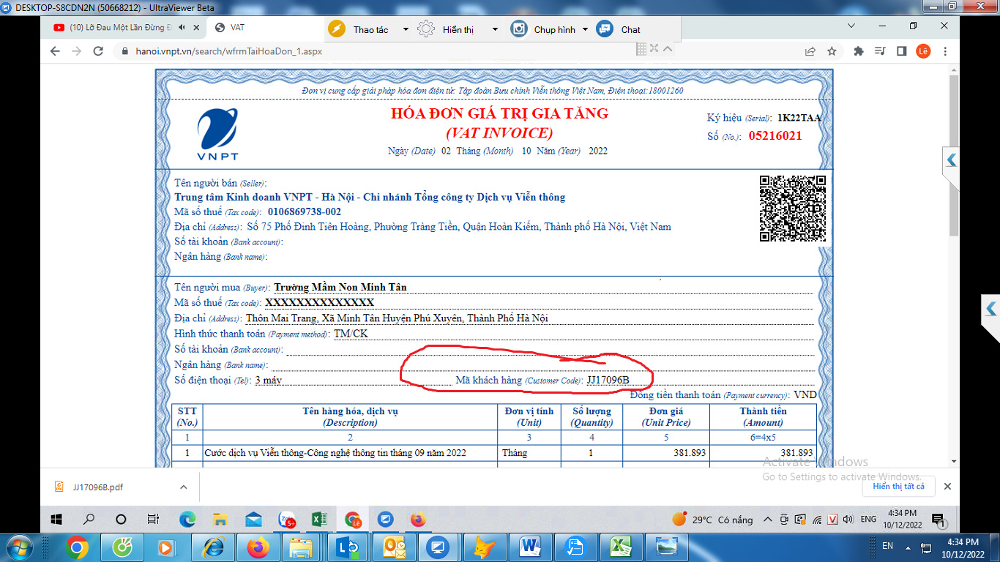 DESKTOP-S8CDN2N (50668212) - UltraViewer Beta
(10) Lỡ Đau Một Lần Đừng Đ
VAT
Thao tác
Hiển thị
Chụp hình
Chat
hanoi.vnpt.vn/search/wfrmTaiHoaDon_1.aspx
Lê
Đơn vị cung cấp giải pháp hóa đơn điện tử: Tập đoàn Bưu chính Viễn thông Việt Nam, Điện thoại:18001260
VNPT
HÓA ĐƠN GIÁ TRỊ GIA TĂNG
(VAT INVOICE)
Ngày (Date) 02 Tháng (Month) 10 Năm (Year) 2022
Ký hiệu (Serial): 1K22TAA
Số (No.): 05216021
Tên người bán (Seller):
Trung tâm Kinh doanh VNPT - Hà Nội - Chi nhánh Tổng công ty Dịch vụ Viễn thông
Mã số thuế (Tax code): 0106869738-002
Địa chỉ (Address): Số 75 Phố Đinh Tiên Hoàng, Phường Tràng Tiền, Quận Hoàn Kiếm, Thành phố Hà Nội, Việt Nam
Số tài khoản (Bank account):
Ngân hàng (Bank name):
Tên người mua (Buyer): Trường Mầm Non Minh Tân
Mã số thuế (Tax code): XXXXXXXXXXXXXX
Địa chỉ (Address): Thôn Mai Trang, Xã Minh Tân Huyện Phú Xuyên, Thành Phố Hà Nội
Hình thức thanh toán (Payment method): TM/CK
Số tài khoản (Bank account):
Ngân hàng (Bank name):
Số điện thoại (Tel): 3 máy Mã khách hàng (Customer Code): JJ17096B
Đồng tiền thanh toán (Payment currency): VND
STT Tên hàng hóa, dịch vụ Đơn vị tính Số lượng Đơn giá Thành tiền
(No.) (Description) (Unit) (Quantity) (Unit Price) (Amount)
1 2 3 4 5 6=4x5
1 Cước dịch vụ Viễn thông-Công nghệ thông tin tháng 09 năm 2022 Tháng 1 381.893 381.893
Activate Windows
Go to Settings to activate Windows.
JJ17096B.pdf
Hiển thị tất cả
Zalo
5+
Lê
29°C Có nắng
V
ENG
4:34 PM
10/12/2022
1
EN
4:34 PM
10/12/2022